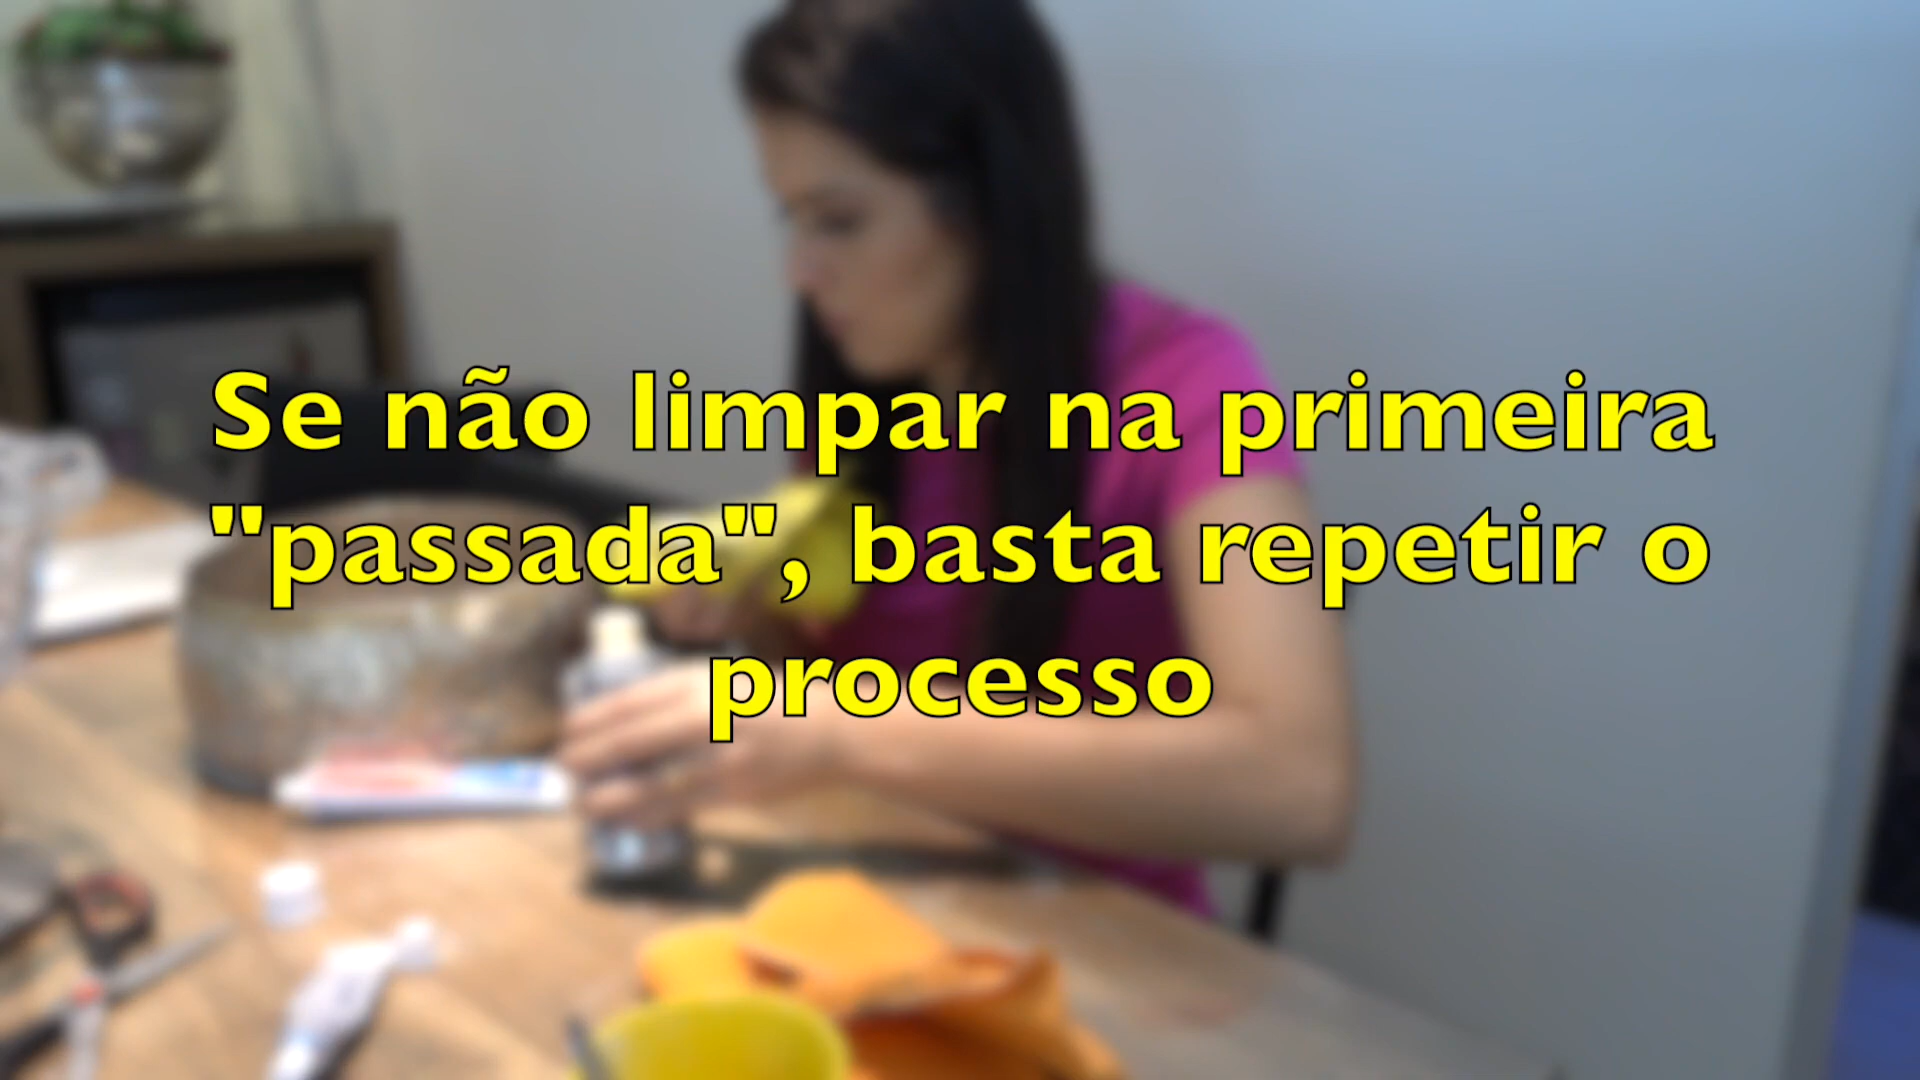 Se não limpar na primeira
"passada", basta repetir o
processo